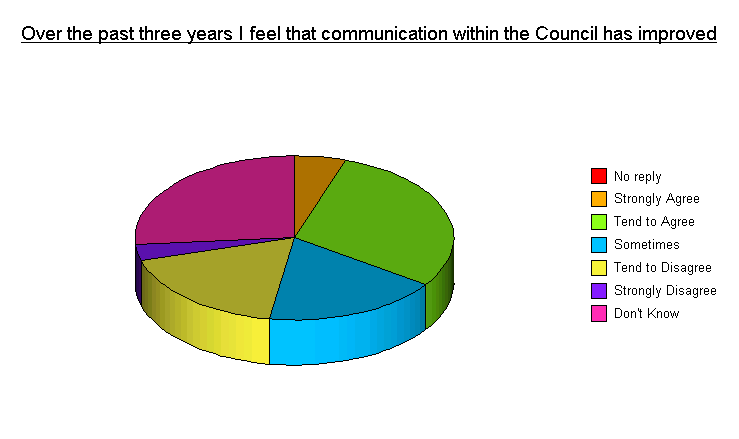 Over the past three years I feel that communication within the Council has improved
No reply
Strongly Agree
Tend to Agree
Sometimes
Tend to Disagree
Strongly Disagree
Don't Know